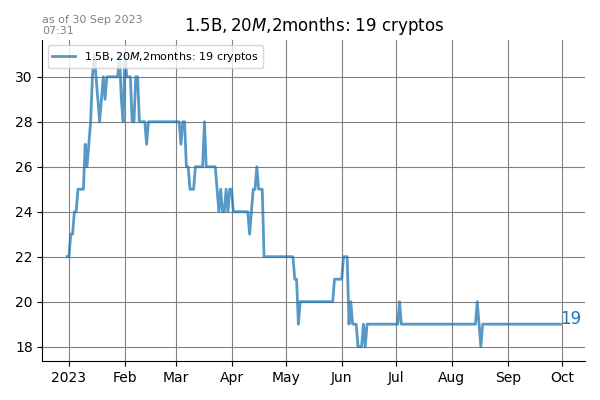 as of 30 Sep 2023
07:31
1.5B, 20M,2months: 19 cryptos
1.5B, 20M,2months: 19 cryptos
30
28
26
24
22
20
18
19
2023 Feb Mar Apr May Jun Jul Aug Sep Oct